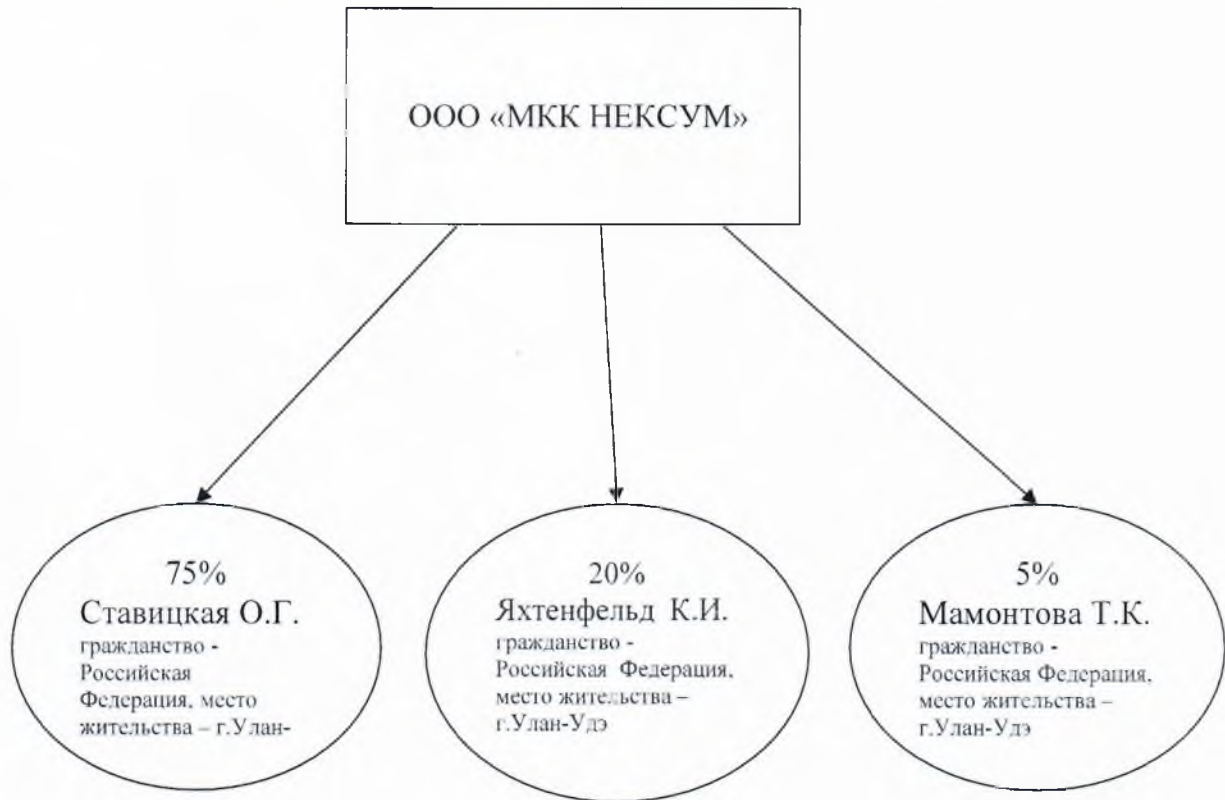 ООО «МКК НЕКСУМ»
75%
Ставицкая О.Г.
гражданство -
Российская
Федерация, место
жительства – г.Улан-
20%
Яхтенфельд К.И.
гражданство -
Российская Федерация,
место жительства –
г.Улан-Удэ
5%
Мамонтова Т.К.
гражданство -
Российская Федерация,
место жительства –
г.Улан-Удэ